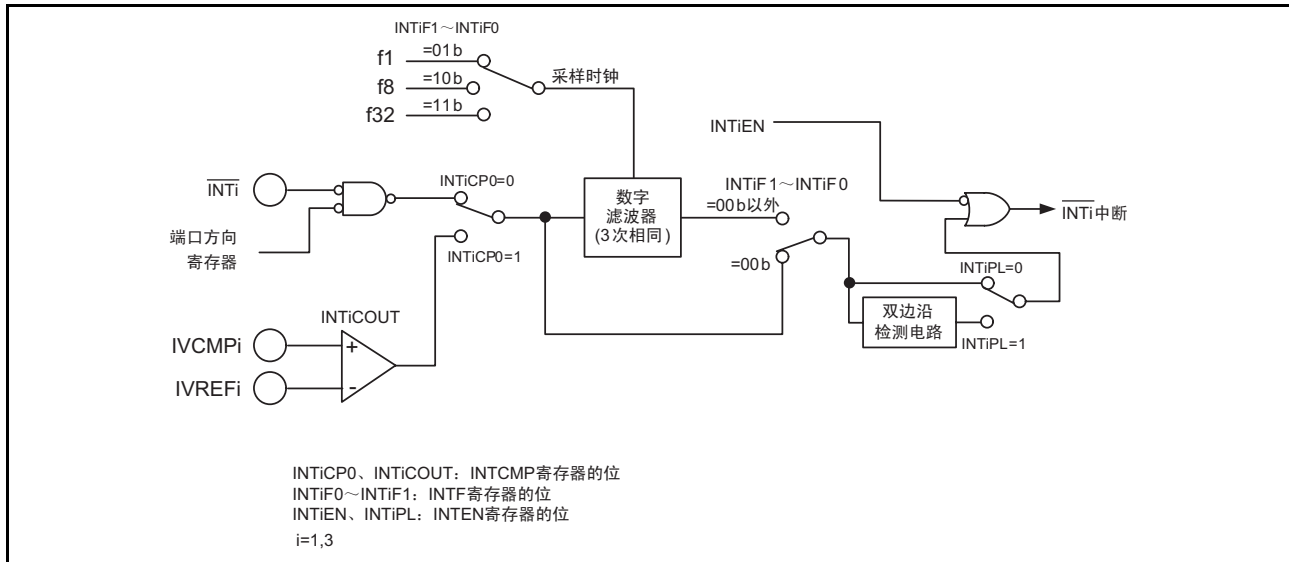 INTiF1～INTiF0
f1
=01b
f8
=10b
f32
=11b
采样时钟
INTiEN
INTi
INTiCP0=0
端口方向
寄存器
INTiCP0=1
数字
滤波器
(3次相同)
INTiF1～INTiF0
=00b以外
=00b
INTi中断
INTiPL=0
双边沿
检测电路
INTiPL=1
INTiCOUT
IVCMPi
+
IVREFi
-
INTiCP0、INTiCOUT：INTCMP寄存器的位
INTiF0～INTiF1：INTF寄存器的位
INTiEN、INTiPL：INTEN寄存器的位
i=1,3